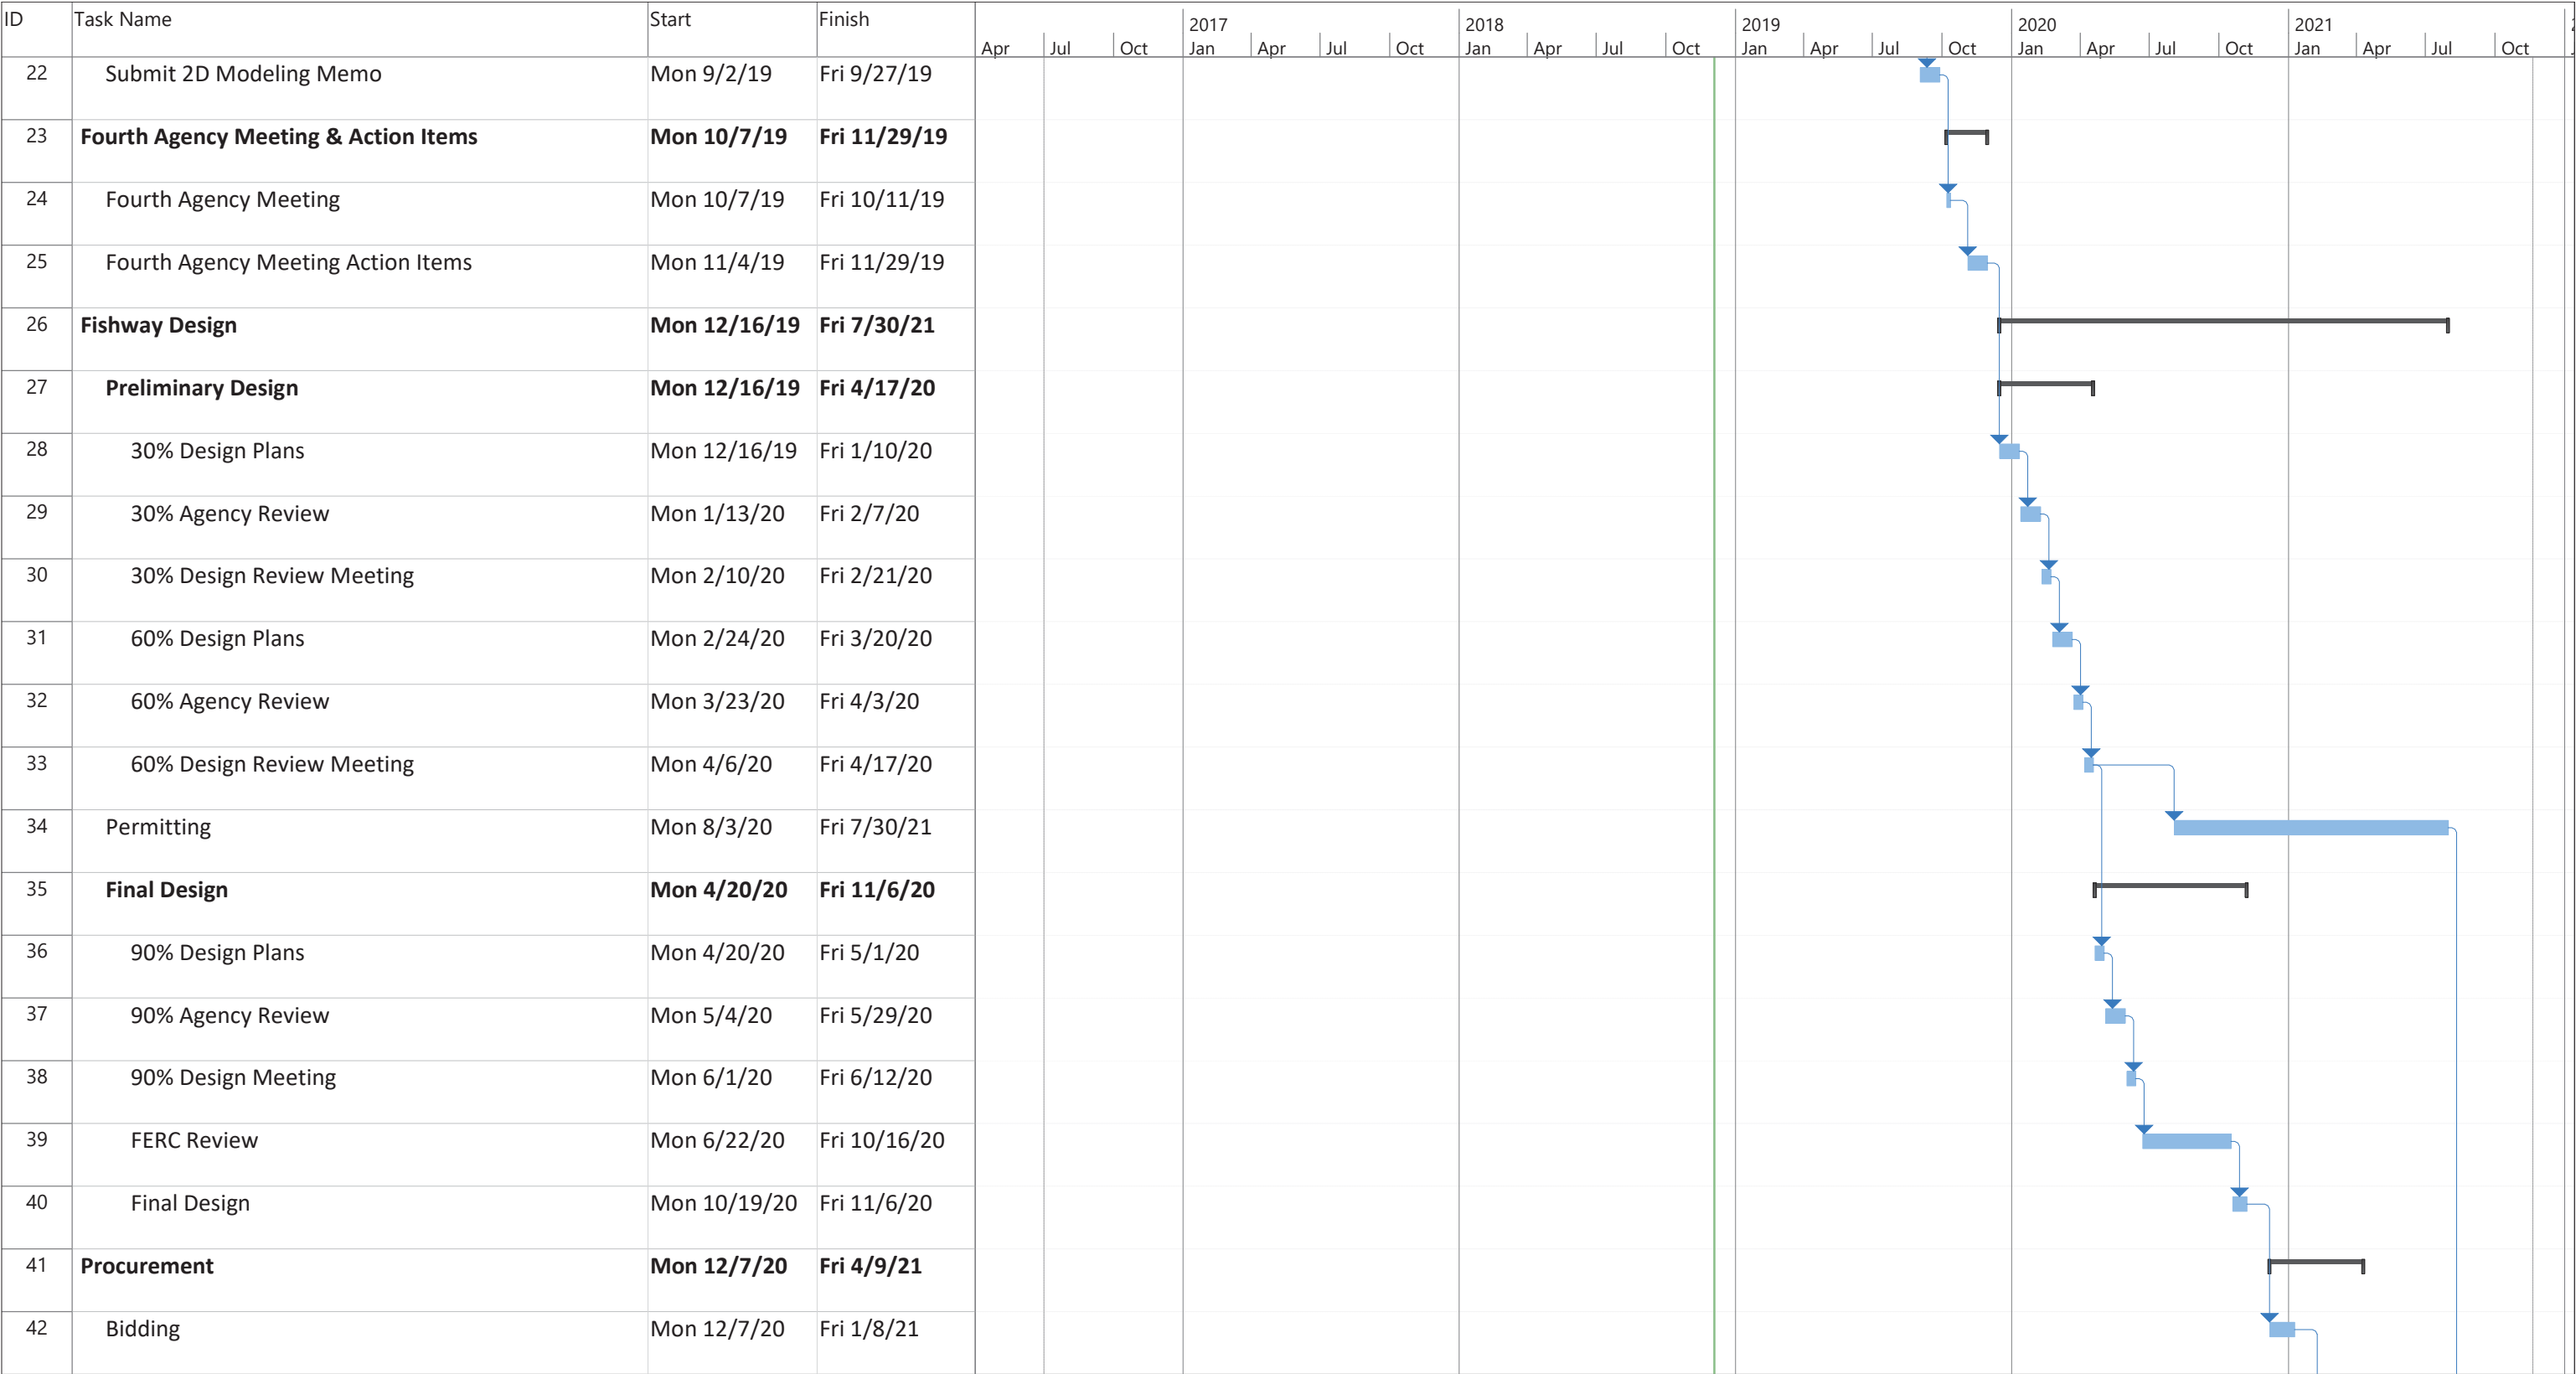 ID Task Name Start Finish 2017 2018 2019 2020 2021
Apr Jul Oct Jan Apr Jul Oct Jan Apr Jul Oct Jan Apr Jul Oct Jan Apr Jul Oct Jan Apr Jul Oct
22 Submit 2D Modeling Memo Mon 9/2/19 Fri 9/27/19
23 Fourth Agency Meeting & Action Items Mon 10/7/19 Fri 11/29/19
24 Fourth Agency Meeting Mon 10/7/19 Fri 10/11/19
25 Fourth Agency Meeting Action Items Mon 11/4/19 Fri 11/29/19
26 Fishway Design Mon 12/16/19 Fri 7/30/21
27 Preliminary Design Mon 12/16/19 Fri 4/17/20
28 30% Design Plans Mon 12/16/19 Fri 1/10/20
29 30% Agency Review Mon 1/13/20 Fri 2/7/20
30 30% Design Review Meeting Mon 2/10/20 Fri 2/21/20
31 60% Design Plans Mon 2/24/20 Fri 3/20/20
32 60% Agency Review Mon 3/23/20 Fri 4/3/20
33 60% Design Review Meeting Mon 4/6/20 Fri 4/17/20
34 Permitting Mon 8/3/20 Fri 7/30/21
35 Final Design Mon 4/20/20 Fri 11/6/20
36 90% Design Plans Mon 4/20/20 Fri 5/1/20
37 90% Agency Review Mon 5/4/20 Fri 5/29/20
38 90% Design Meeting Mon 6/1/20 Fri 6/12/20
39 FERC Review Mon 6/22/20 Fri 10/16/20
40 Final Design Mon 10/19/20 Fri 11/6/20
41 Procurement Mon 12/7/20 Fri 4/9/21
42 Bidding Mon 12/7/20 Fri 1/8/21